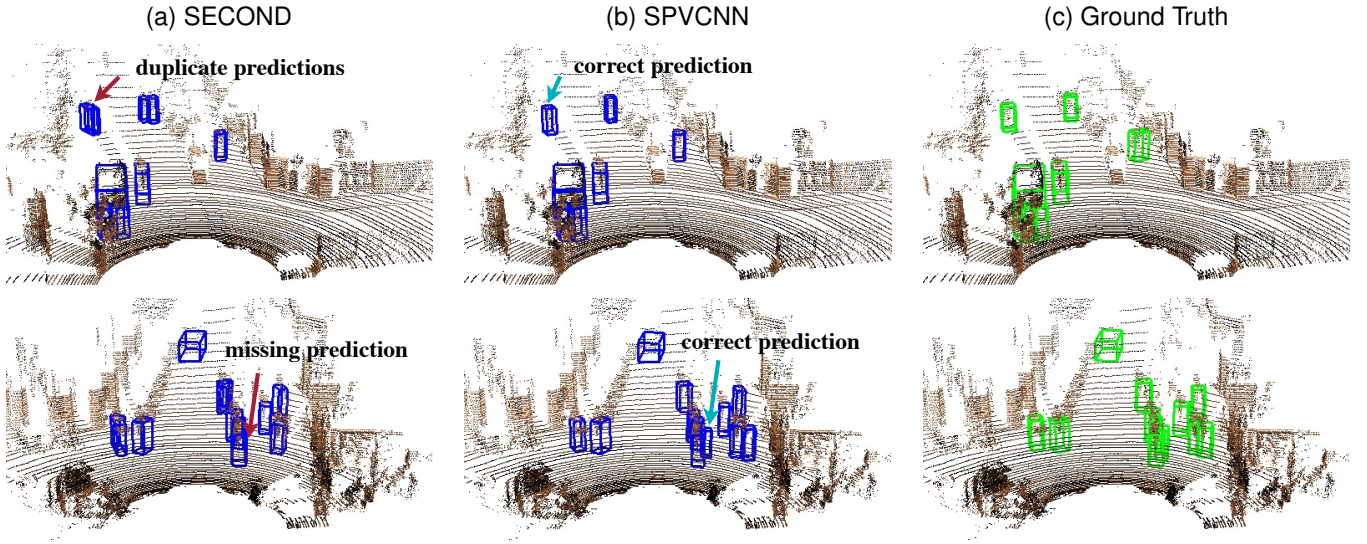 (a) SECOND
(b) SPVCNN
(c) Ground Truth
duplicate predictions
correct prediction
missing prediction
correct prediction